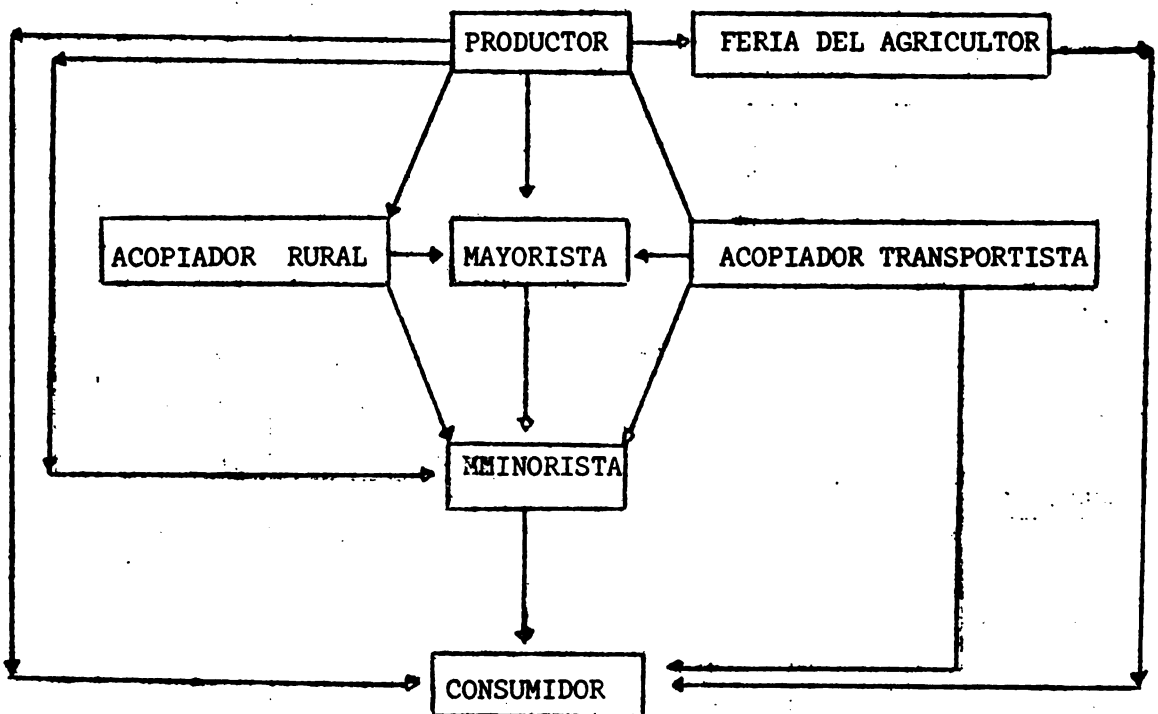 PRODUCTOR
FERIA DEL AGRICULTOR
ACOPIADOR RURAL
MAYORISTA
ACOPIADOR TRANSPORTISTA
MMINORISTA
CONSUMIDOR